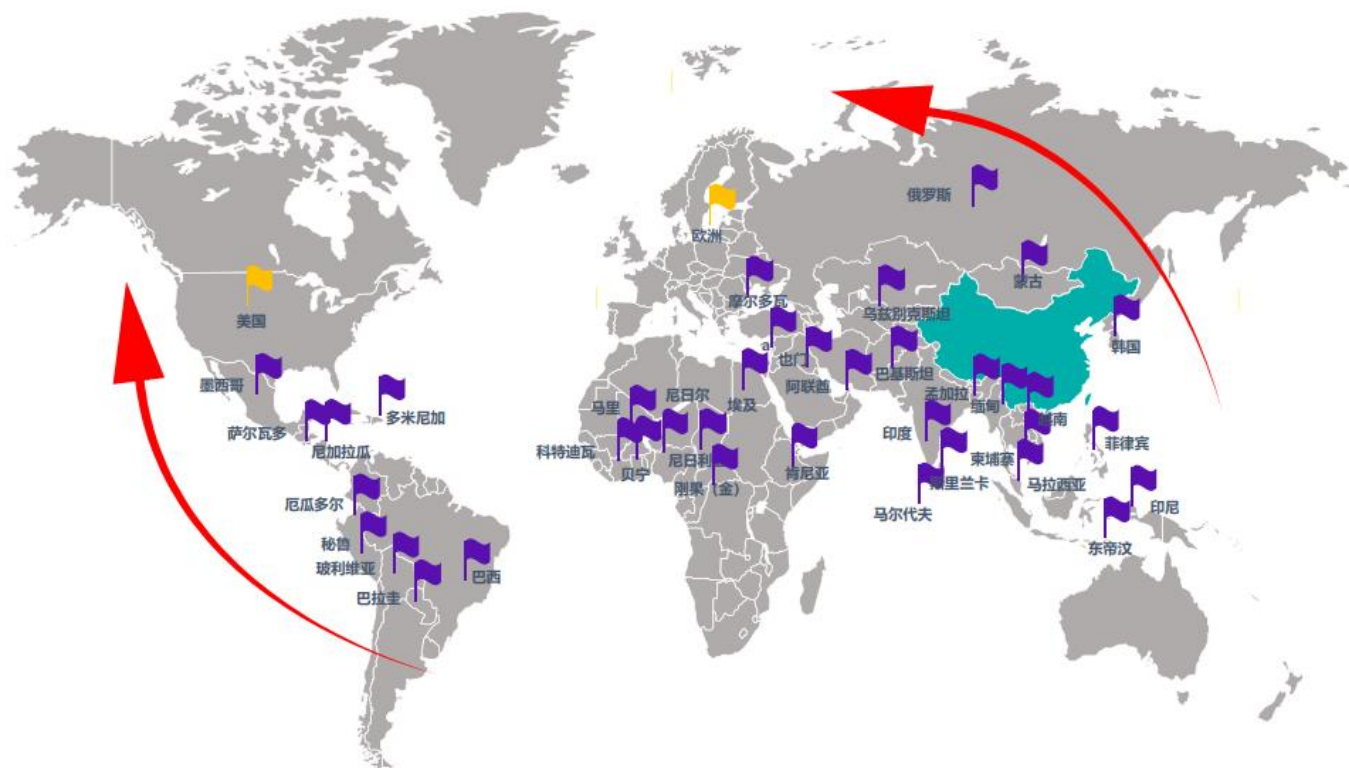 俄罗斯
欧洲
蒙古
摩尔多瓦
美国
乌兹别克斯坦
韩国
a
也门
巴基斯坦
墨西哥
阿联酋
孟加拉
尼日尔
埃及
马里
缅甸
多米尼加
越南
萨尔瓦多
印度
菲律宾
尼加拉瓜
科特迪瓦
柬埔寨
贝宁
尼日利
肯尼亚
斯里兰卡
马拉西亚
刚果（金）
厄瓜多尔
马尔代夫
印尼
秘鲁
东帝汶
玻利维亚
巴西
巴拉圭